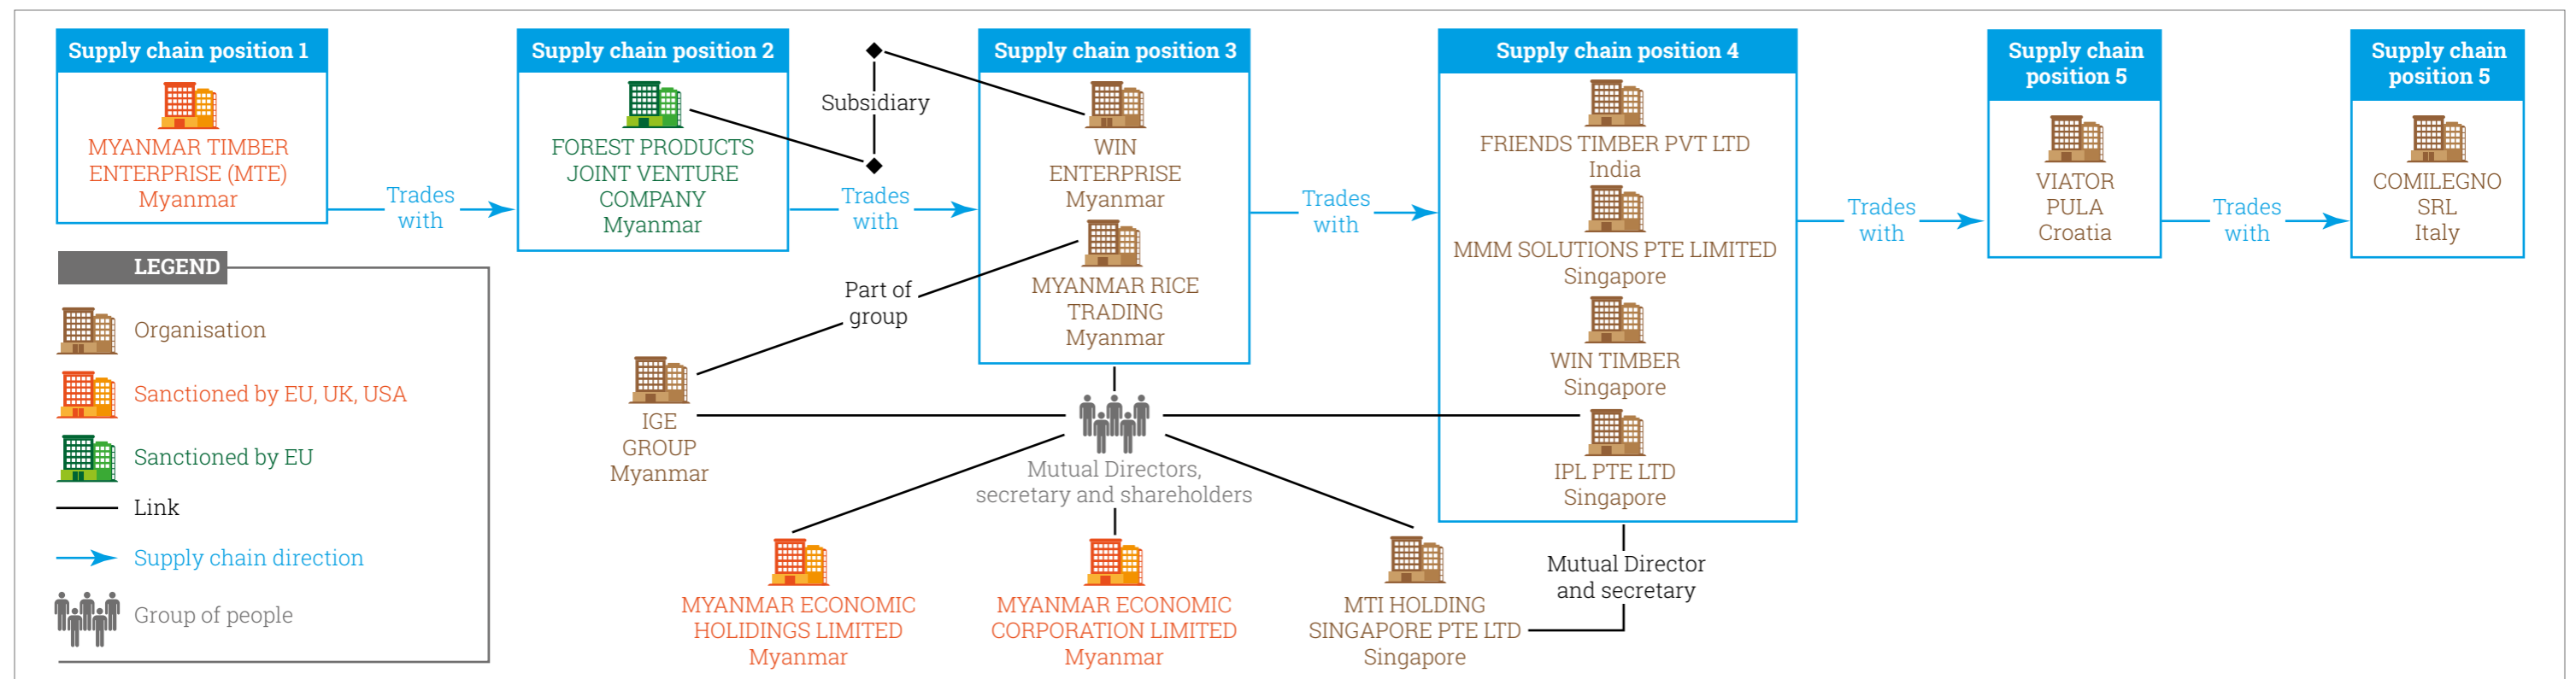 Supply chain position 1
MYANMAR TIMBER
ENTERPRISE (MTE)
Myanmar
Trades
with
Supply chain position 2
FOREST PRODUCTS
JOINT VENTURE
COMPANY
Myanmar
Subsidiary
Trades
with
Supply chain position 3
WIN
ENTERPRISE
Myanmar
MYANMAR RICE
TRADING
Myanmar
Trades
with
Supply chain position 4
FRIENDS TIMBER PVT LTD
India
MMM SOLUTIONS PTE LIMITED
Singapore
WIN TIMBER
Singapore
IPL PTE LTD
Singapore
Trades
with
Supply chain
position 5
VIATOR
PULA
Croatia
Trades
with
Supply chain
position 5
COMILEGNO
SRL
Italy
LEGEND
Organisation
Sanctioned by EU, UK, USA
Sanctioned by EU
Link
Supply chain direction
Group of people
Part of
group
IGE
GROUP
Myanmar
Mutual Directors,
secretary and shareholders
MYANMAR ECONOMIC
HOLIDINGS LIMITED
Myanmar
MYANMAR ECONOMIC
CORPORATION LIMITED
Myanmar
MTI HOLDING
SINGAPORE PTE LTD
Singapore
Mutual Director
and secretary